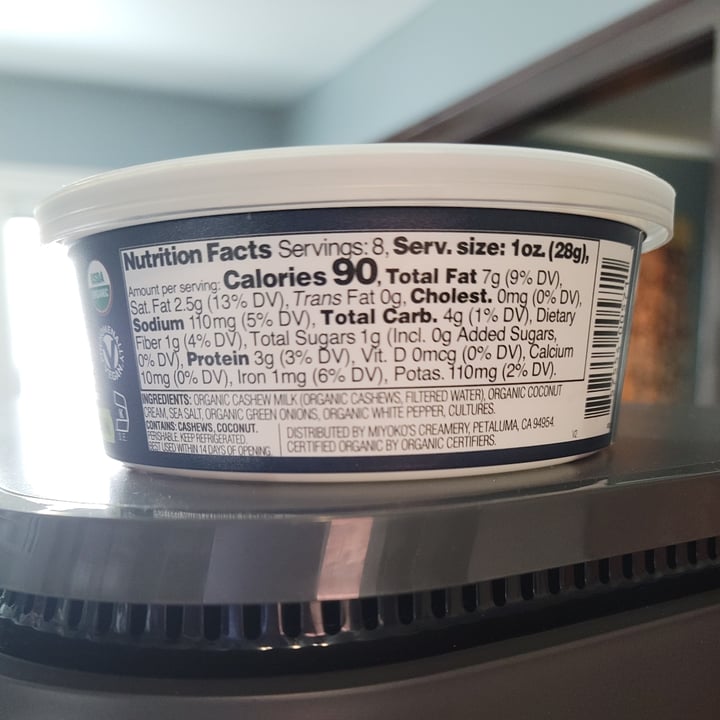 Nutrition Facts Servings: 8, Serv. size: 1oz. (28g),
Amount per serving: Calories 90, Total Fat 7g (9% DV),
Sat. Fat 2.5g (13% DV), Trans Fat 0g, Cholest. 0mg (0% DV),
Sodium 110mg (5% DV), Total Carb. 4g (1% DV), Dietary
Fiber 1g (4% DV), Total Sugars 1g (Incl. 0g Added Sugars,
0% DV), Protein 3g (3% DV), Vit. D 0mcg (0% DV), Calcium
10mg (0% DV), Iron 1mg (6% DV), Potas. 110mg (2% DV).
INGREDIENTS: ORGANIC CASHEW MILK (ORGANIC CASHEWS, FILTERED WATER), ORGANIC COCONUT
CREAM, SEA SALT, ORGANIC GREEN ONIONS, ORGANIC WHITE PEPPER, CULTURES.
CONTAINS: CASHEWS, COCONUT.
PERISHABLE. KEEP REFRIGERATED.
BEST USED WITHIN 14 DAYS OF OPENING.
DISTRIBUTED BY MIYOKO'S CREAMERY, PETALUMA, CA 94954.
CERTIFIED ORGANIC BY ORGANIC CERTIFIERS.
V2
USDA
ORGANIC